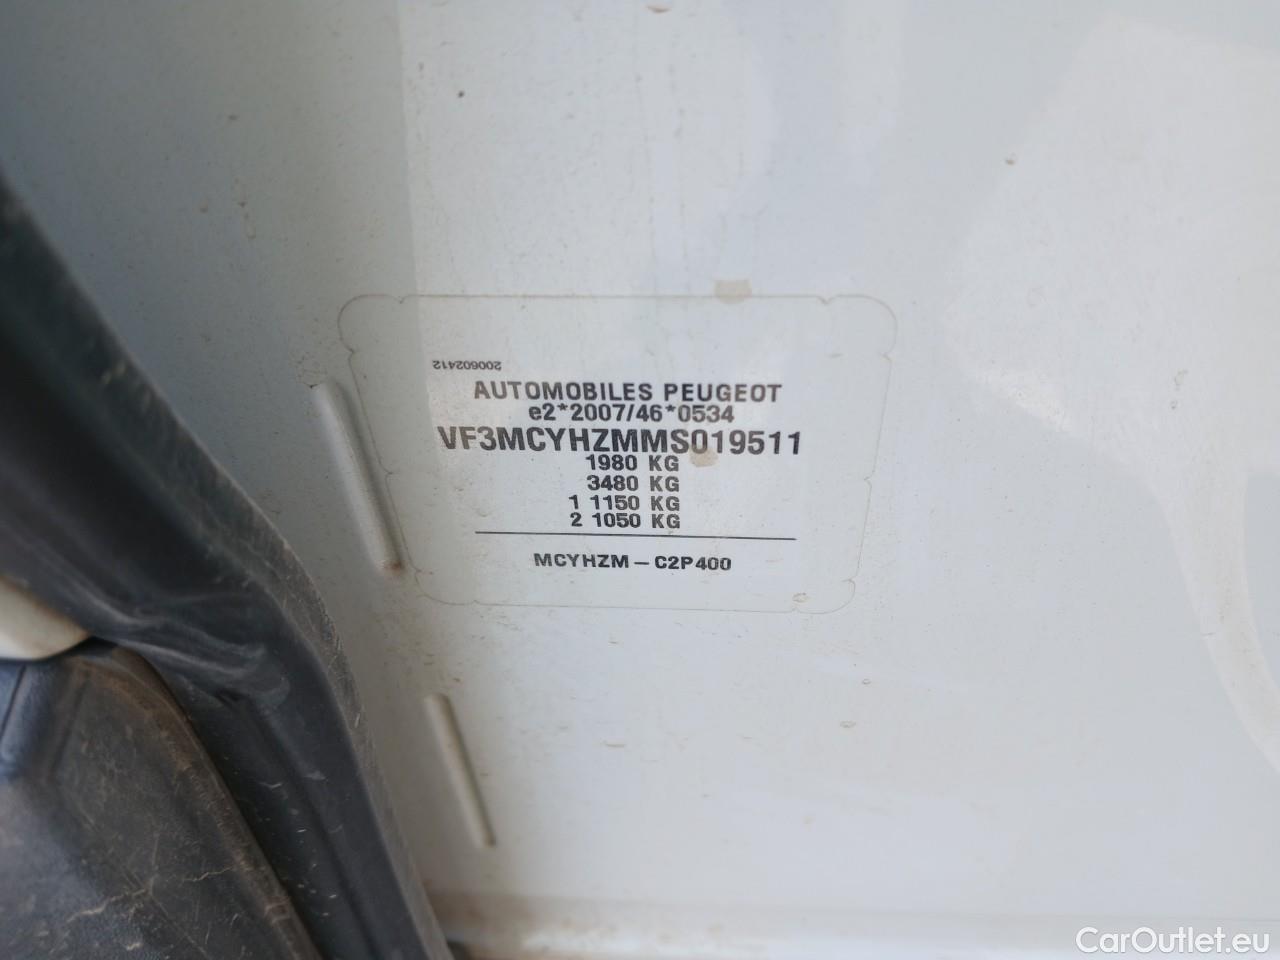 200602412
AUTOMOBILES PEUGEOT
e2*2007/46*0534
VF3MCYHZMMS019511
1980 KG
3480 KG
1 1150 KG
2 1050 KG
MCYHZM – C2P400
CarOutlet.eu